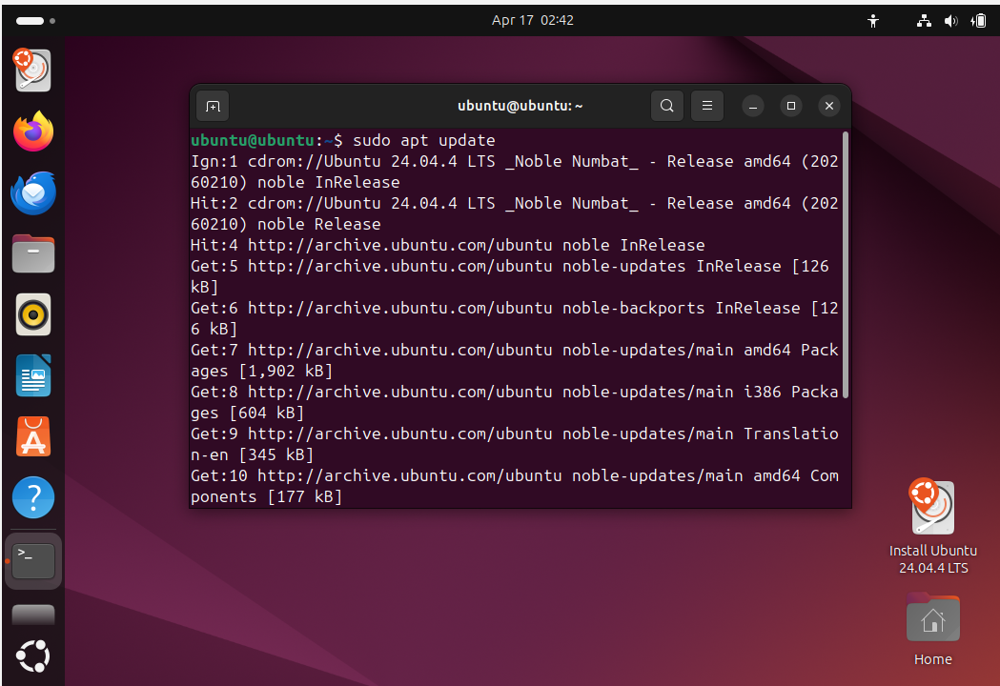 Apr 17 02:42
ubuntu@ubuntu: ~
ubuntu@ubuntu:~$ sudo apt update
Ign:1 cdrom://Ubuntu 24.04.4 LTS _Noble Numbat_ - Release amd64 (202
60210) noble InRelease
Hit:2 cdrom://Ubuntu 24.04.4 LTS _Noble Numbat_ - Release amd64 (202
60210) noble Release
Hit:4 http://archive.ubuntu.com/ubuntu noble InRelease
Get:5 http://archive.ubuntu.com/ubuntu noble-updates InRelease [126
kB]
Get:6 http://archive.ubuntu.com/ubuntu noble-backports InRelease [12
6 kB]
Get:7 http://archive.ubuntu.com/ubuntu noble-updates/main amd64 Pack
ages [1,902 kB]
Get:8 http://archive.ubuntu.com/ubuntu noble-updates/main i386 Packa
ges [604 kB]
Get:9 http://archive.ubuntu.com/ubuntu noble-updates/main Translatio
n-en [345 kB]
Get:10 http://archive.ubuntu.com/ubuntu noble-updates/main amd64 Com
ponents [177 kB]
Install Ubuntu
24.04.4 LTS
Home